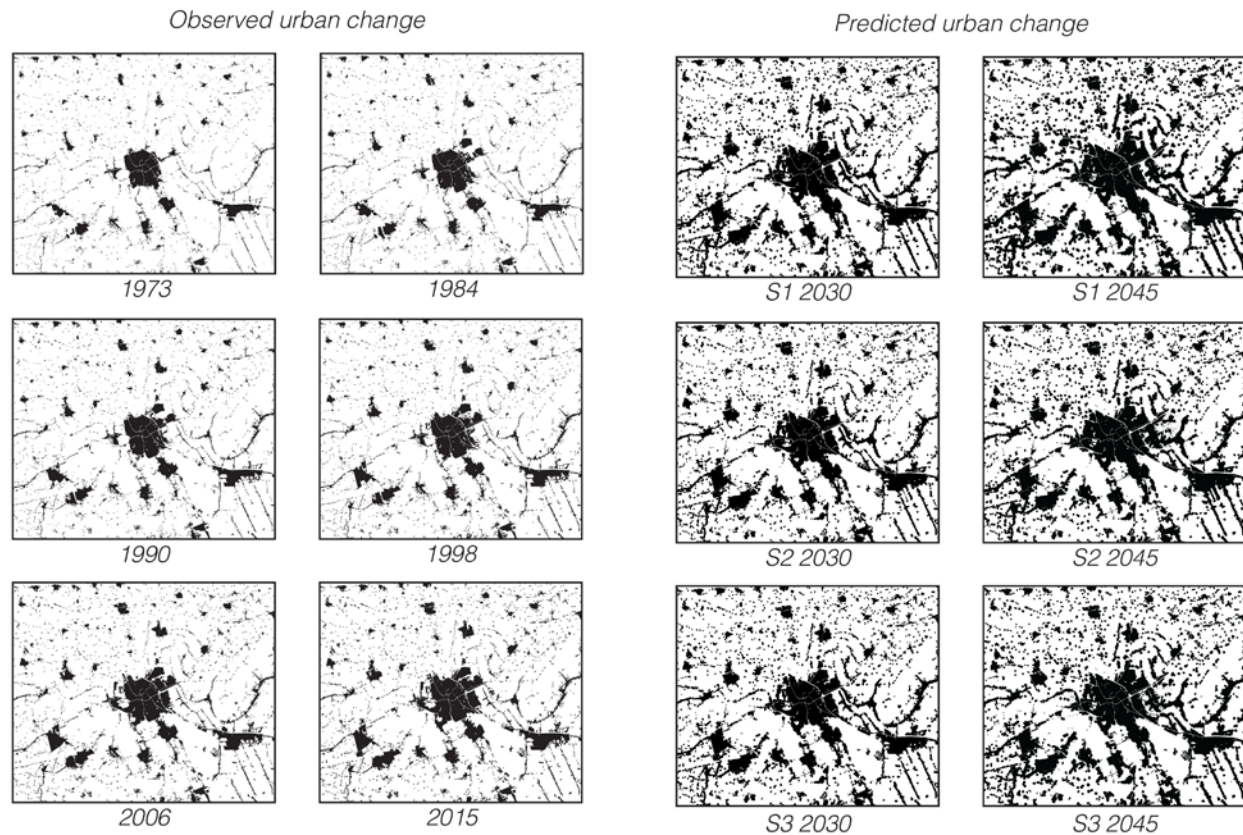 Observed urban change
Predicted urban change
1973
1984
S1 2030
S1 2045
1990
1998
S2 2030
S2 2045
2006
2015
S3 2030
S3 2045